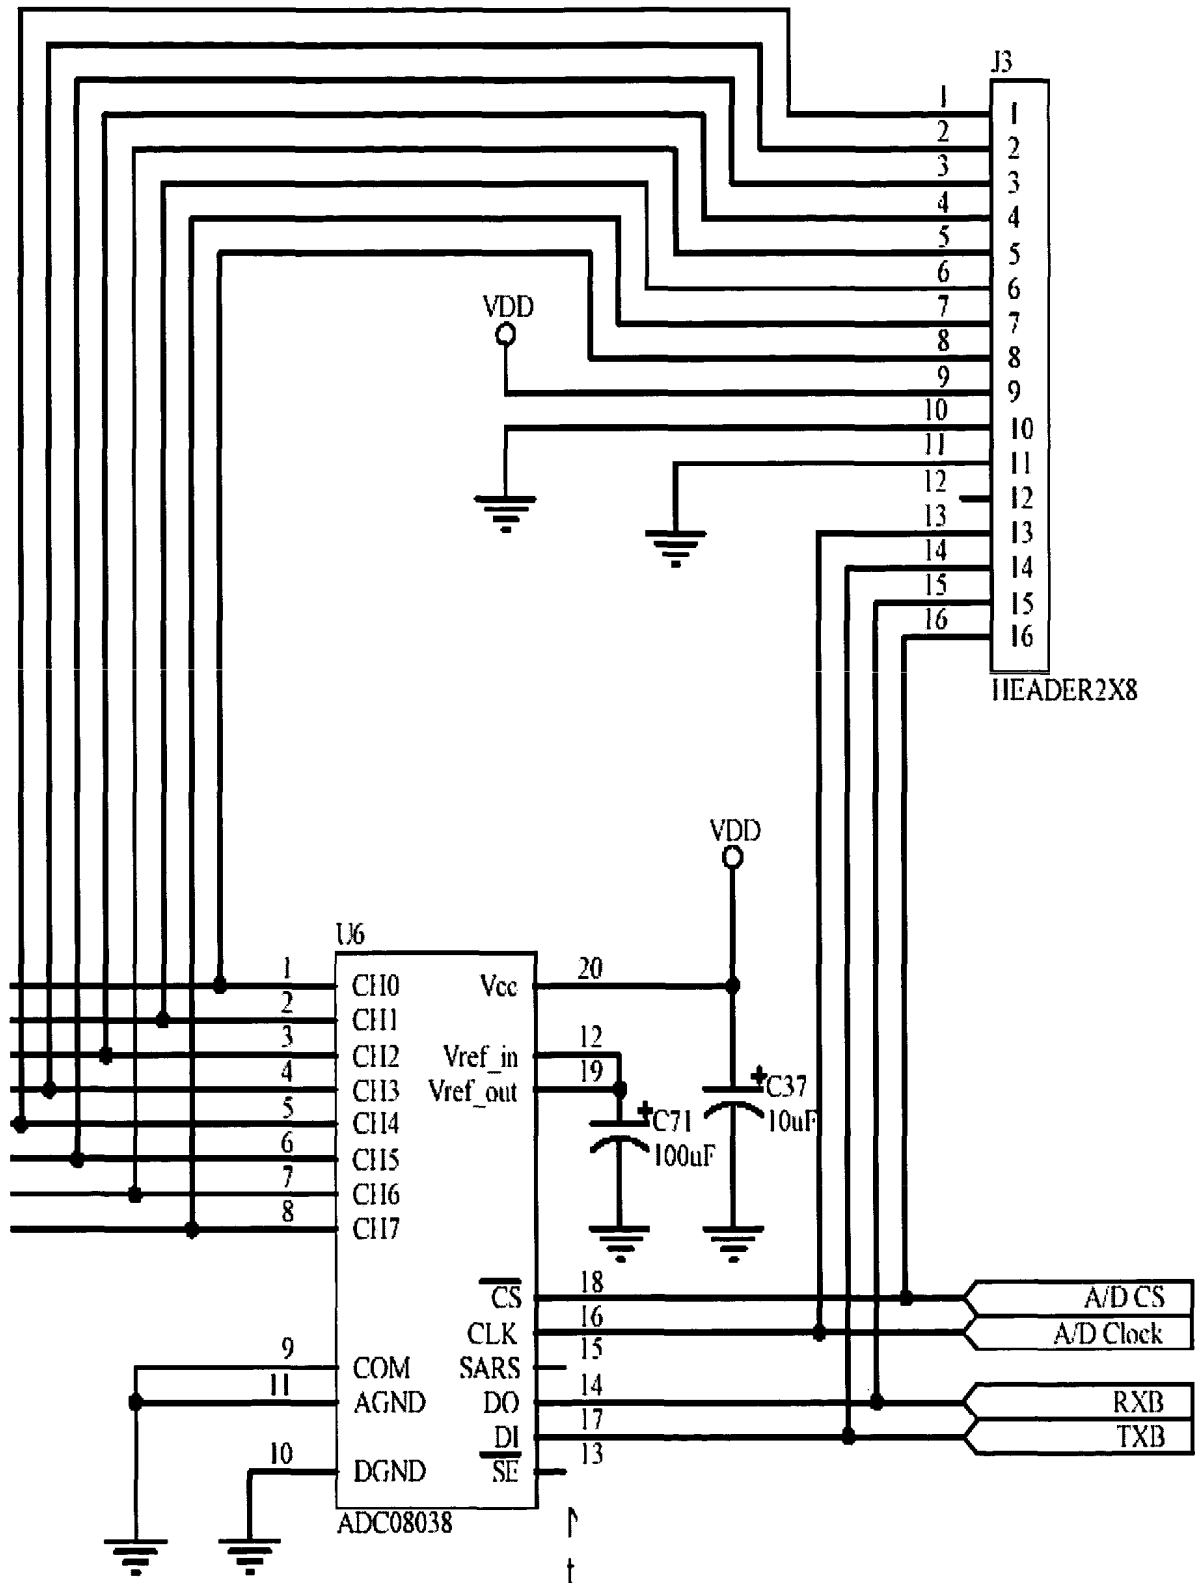 J3
1 1
2 2
3 3
4 4
5 5
6 6
7 7
8 8
VDD
9 9
10 10
11 11
12 12
13 13
14 14
15 15
16 16
HEADER2X8
VDD
U6
1 CH0 Vcc 20
2 CH1
3 CH2 Vref_in 12
4 CH3 Vref_out 19
+ C37
10uF
5 CH4
+ C71
100uF
6 CH5
7 CH6
8 CH7
CS 18 A/D CS
CLK 16 A/D Clock
9 COM SARS 15
11 AGND DO 14 RXB
DI 17 TXB
10 DGND SE 13
ADC08038
t